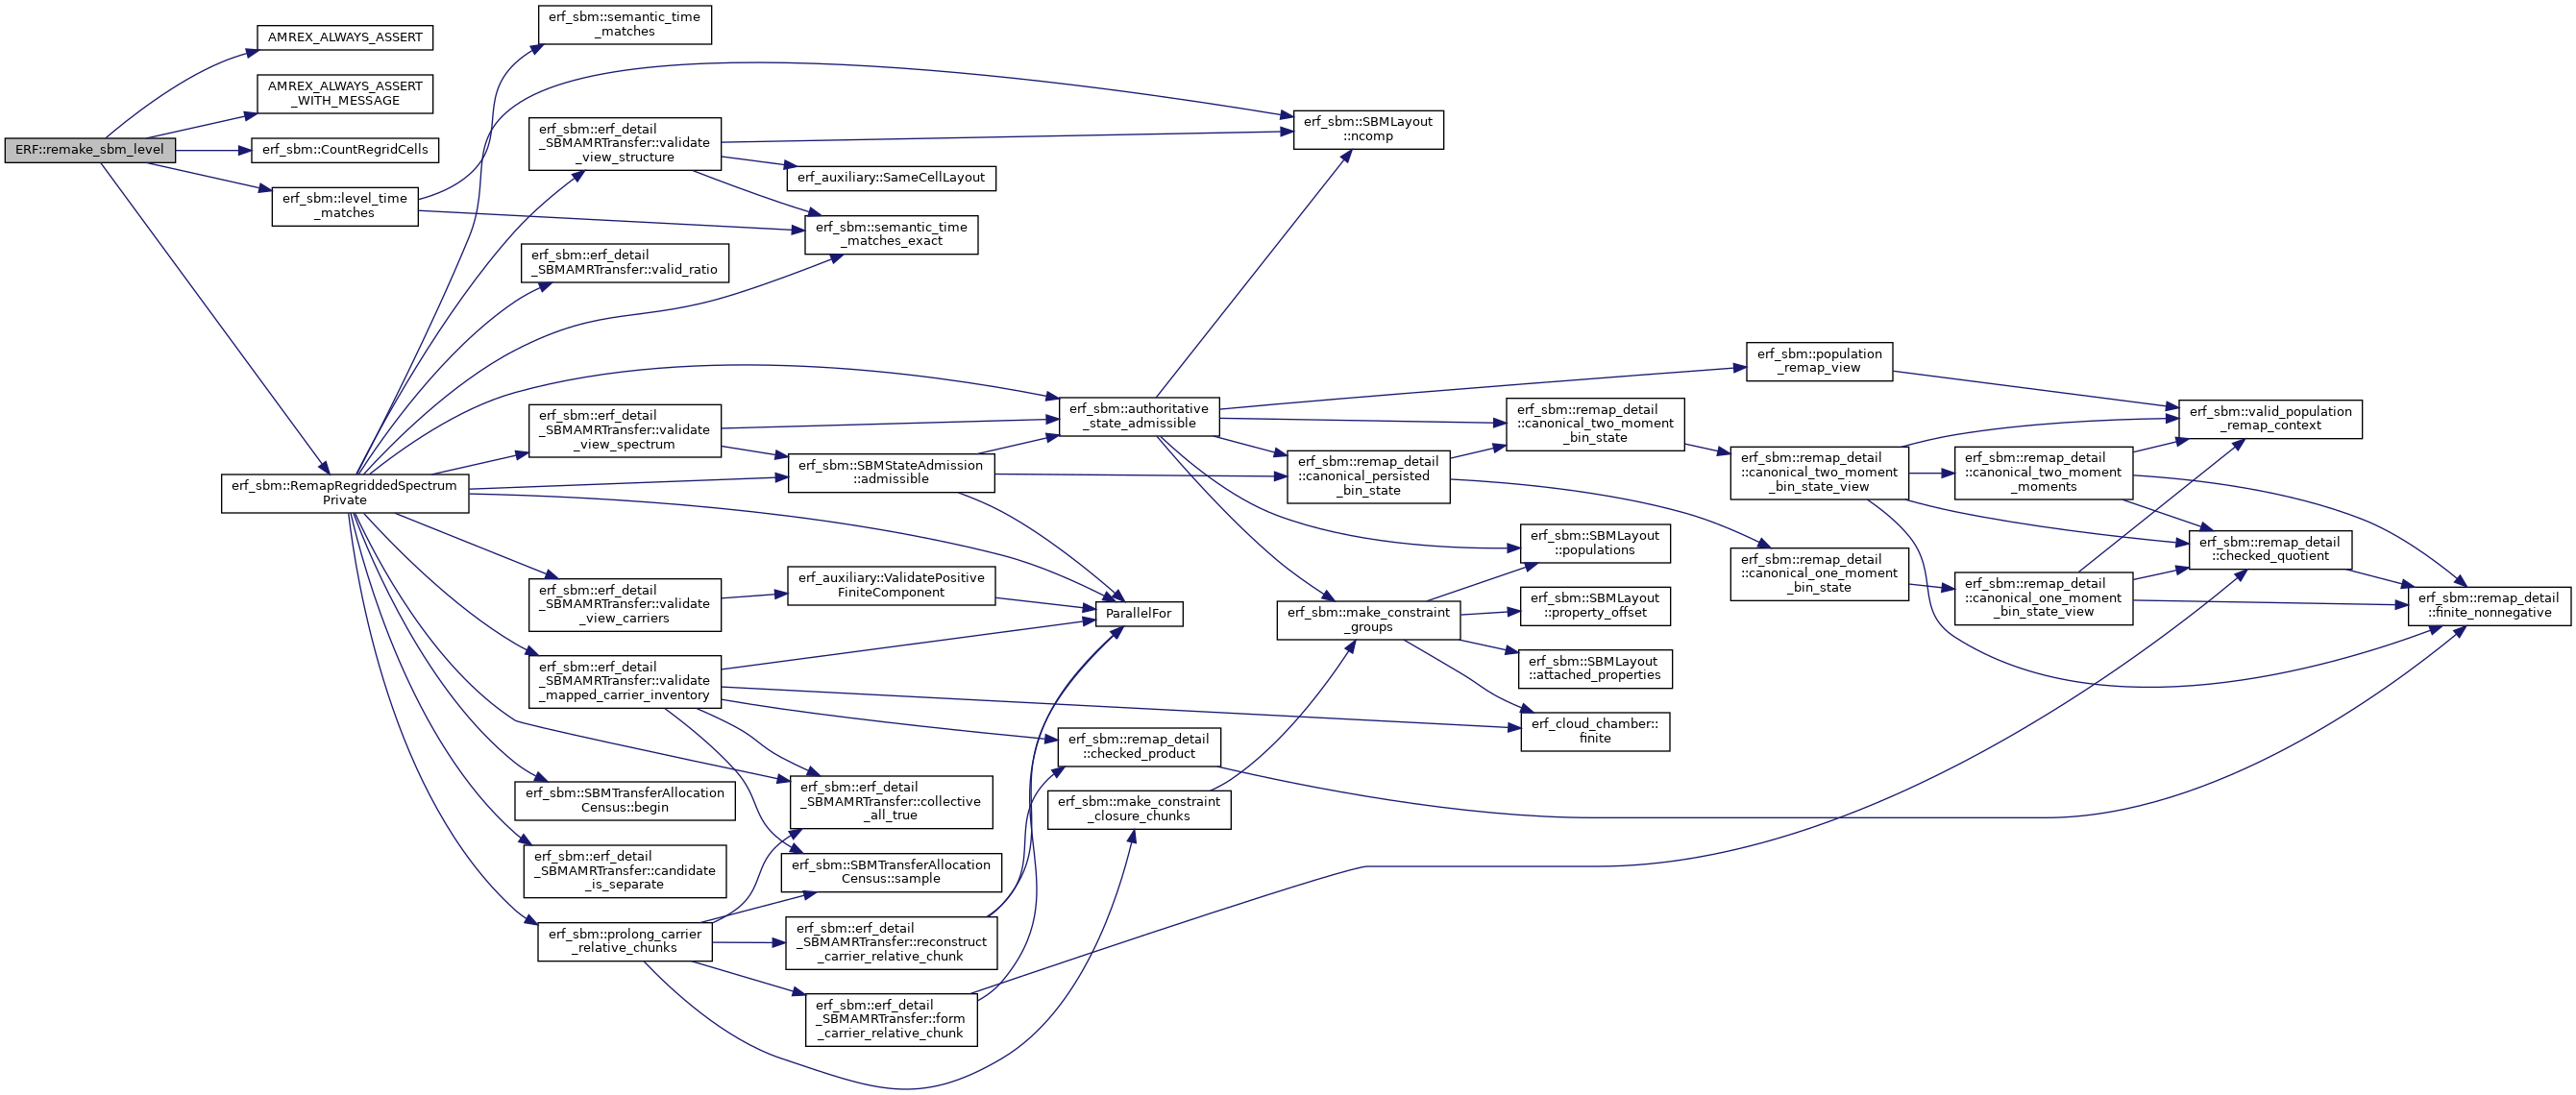 ERF::remake_sbm_level
AMREX_ALWAYS_ASSERT
AMREX_ALWAYS_ASSERT
_WITH_MESSAGE
erf_sbm::CountRegridCells
erf_sbm::level_time
_matches
erf_sbm::RemapRegriddedSpectrum
Private
erf_sbm::semantic_time
_matches
erf_sbm::erf_detail
_SBMAMRTransfer::validate
_view_structure
erf_sbm::erf_detail
_SBMAMRTransfer::valid_ratio
erf_sbm::erf_detail
_SBMAMRTransfer::validate
_view_spectrum
erf_sbm::erf_detail
_SBMAMRTransfer::validate
_view_carriers
erf_sbm::erf_detail
_SBMAMRTransfer::validate
_mapped_carrier_inventory
erf_sbm::SBMTransferAllocation
Census::begin
erf_sbm::erf_detail
_SBMAMRTransfer::candidate
_is_separate
erf_sbm::prolong_carrier
_relative_chunks
erf_auxiliary::SameCellLayout
erf_sbm::semantic_time
_matches_exact
erf_sbm::SBMStateAdmission
::admissible
erf_auxiliary::ValidatePositive
FiniteComponent
erf_sbm::erf_detail
_SBMAMRTransfer::collective
_all_true
erf_sbm::SBMTransferAllocation
Census::sample
erf_sbm::erf_detail
_SBMAMRTransfer::reconstruct
_carrier_relative_chunk
erf_sbm::erf_detail
_SBMAMRTransfer::form
_carrier_relative_chunk
erf_sbm::authoritative
_state_admissible
ParallelFor
erf_sbm::remap_detail
::checked_product
erf_sbm::make_constraint
_closure_chunks
erf_sbm::SBMLayout
::ncomp
erf_sbm::remap_detail
::canonical_persisted
_bin_state
erf_sbm::make_constraint
_groups
erf_sbm::remap_detail
::canonical_two_moment
_bin_state
erf_sbm::SBMLayout
::populations
erf_sbm::SBMLayout
::property_offset
erf_sbm::SBMLayout
::attached_properties
erf_cloud_chamber::
finite
erf_sbm::population
_remap_view
erf_sbm::remap_detail
::canonical_two_moment
_bin_state_view
erf_sbm::remap_detail
::canonical_one_moment
_bin_state
erf_sbm::remap_detail
::canonical_two_moment
_moments
erf_sbm::remap_detail
::canonical_one_moment
_bin_state_view
erf_sbm::valid_population
_remap_context
erf_sbm::remap_detail
::checked_quotient
erf_sbm::remap_detail
::finite_nonnegative